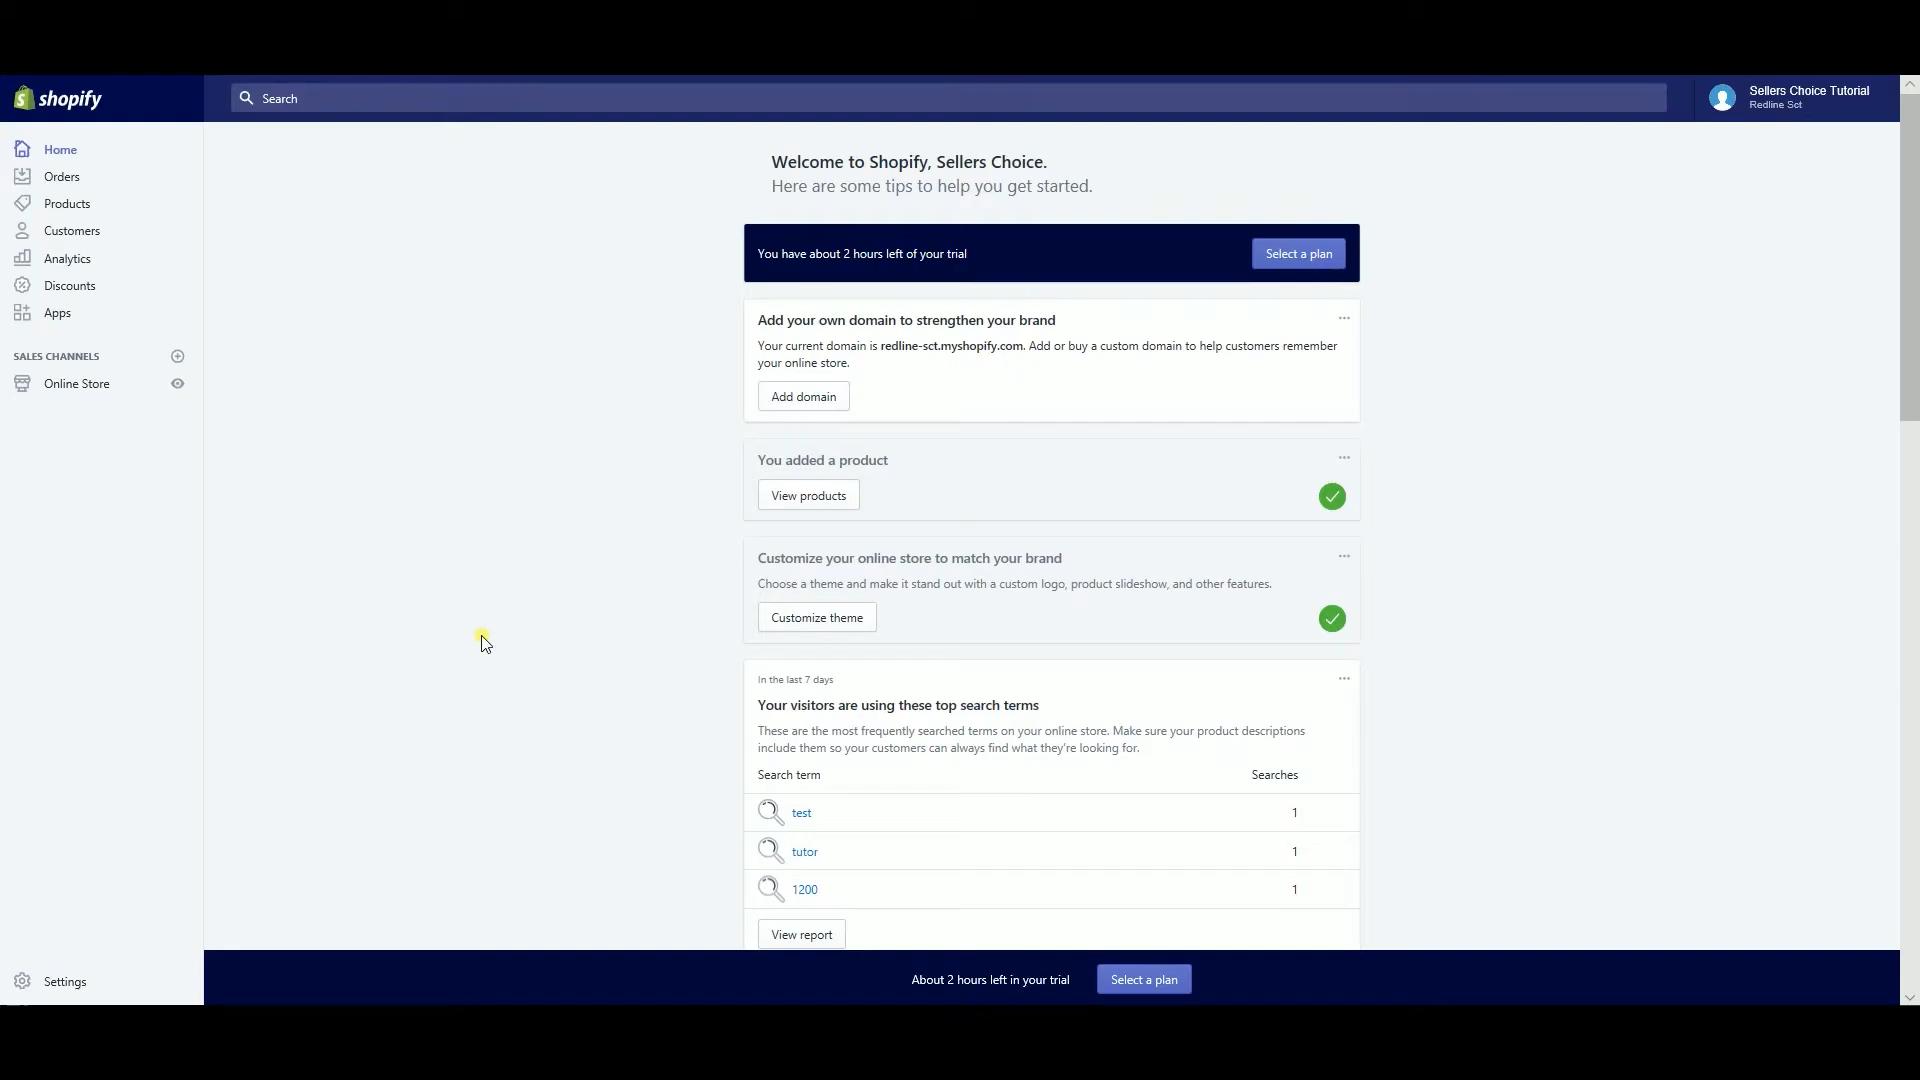 shopify
Search
Sellers Choice Tutorial
Redline Sct
Home
Orders
Products
Customers
Analytics
Discounts
Apps
SALES CHANNELS
Online Store
Settings
Welcome to Shopify, Sellers Choice.
Here are some tips to help you get started.
You have about 2 hours left of your trial
Select a plan
Add your own domain to strengthen your brand
Your current domain is redline-sct.myshopify.com. Add or buy a custom domain to help customers remember
your online store.
Add domain
You added a product
View products
Customize your online store to match your brand
Choose a theme and make it stand out with a custom logo, product slideshow, and other features.
Customize theme
In the last 7 days
Your visitors are using these top search terms
These are the most frequently searched terms on your online store. Make sure your product descriptions
include them so your customers can always find what they're looking for.
Search term Searches
test 1
tutor 1
1200 1
View report
About 2 hours left in your trial
Select a plan